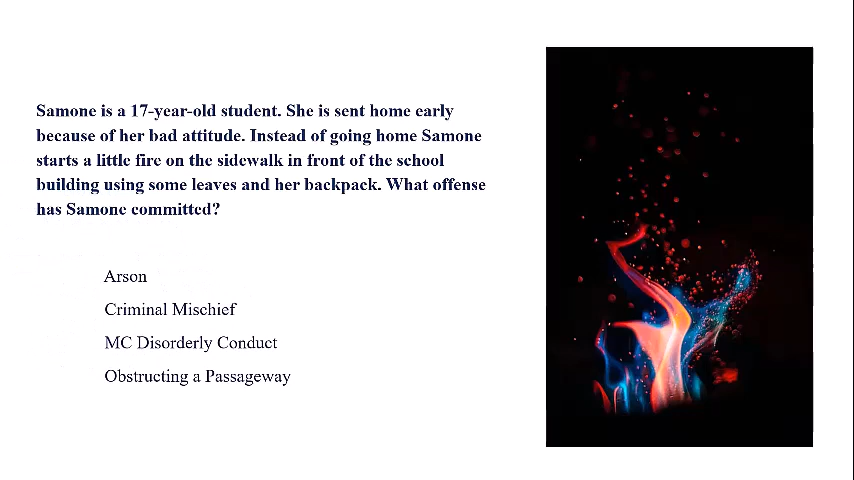 Samone is a 17-year-old student. She is sent home early
because of her bad attitude. Instead of going home Samone
starts a little fire on the sidewalk in front of the school
building using some leaves and her backpack. What offense
has Samone committed?
Arson
Criminal Mischief
MC Disorderly Conduct
Obstructing a Passageway